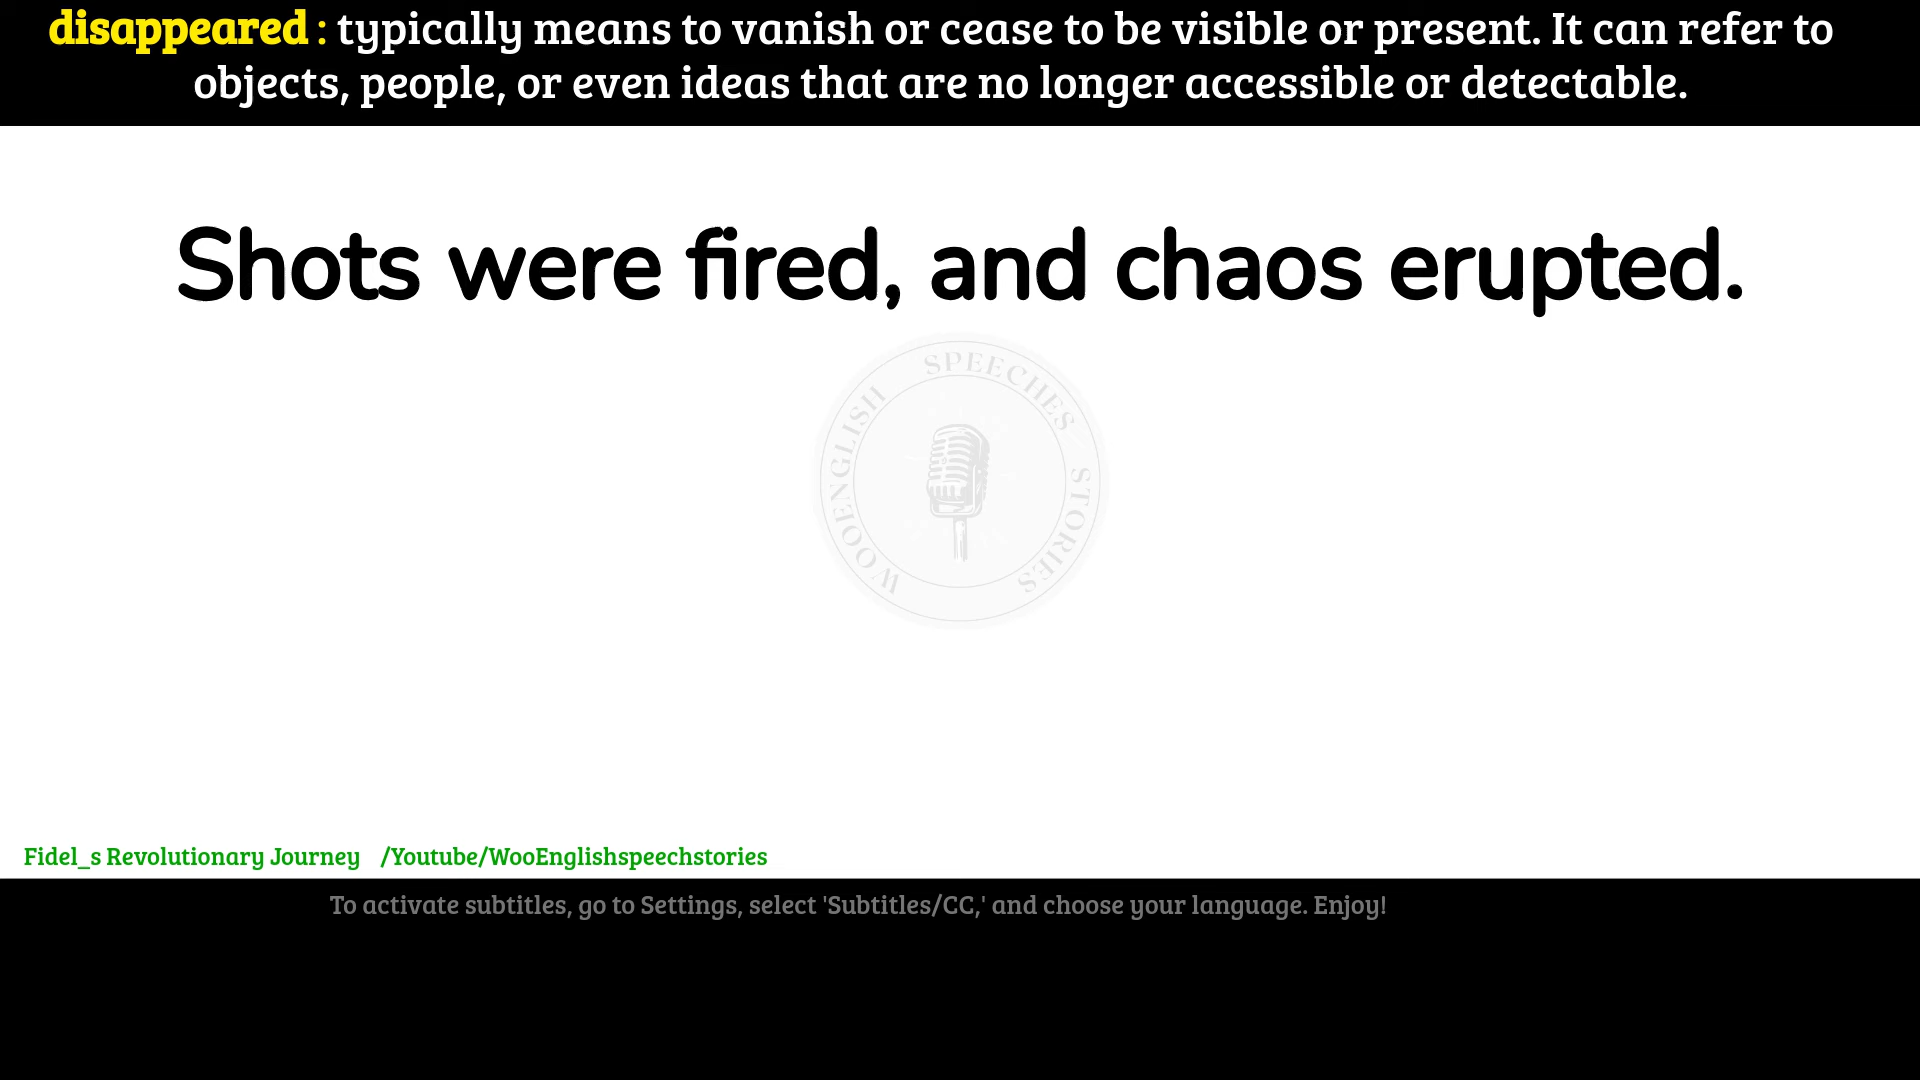 disappeared : typically means to vanish or cease to be visible or present. It can refer to
objects, people, or even ideas that are no longer accessible or detectable.
Shots were fired, and chaos erupted.
WOOENGLISH SPEECHES STORIES
Fidel_s Revolutionary Journey /Youtube/WooEnglishspeechstories
To activate subtitles, go to Settings, select 'Subtitles/CC,' and choose your language. Enjoy!